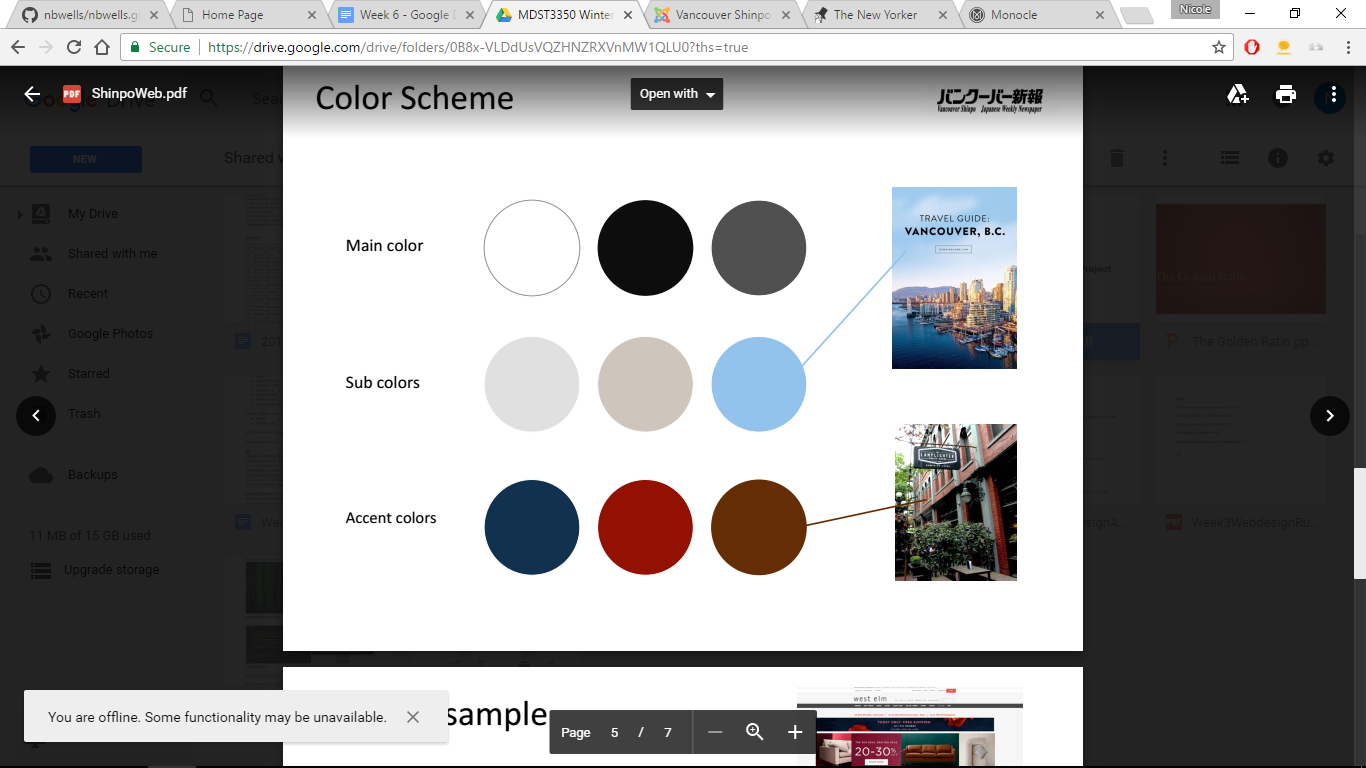 nbwells/nbwells.g
Home Page
Week 6 - Google D
MDST3350 Winter
Vancouver Shinpo
The New Yorker
Monocle
Nicole
Secure
https://drive.google.com/drive/folders/0B8x-VLDdUsVQZHNZRXVnMW1QLU0?ths=true
ShinpoWeb.pdf
Open with
Color Scheme
バンクーバー新報
Vancouver Shinpo Japanese Weekly Newspaper
NEW
Shared w
My Drive
Shared with me
Recent
Google Photos
Starred
Trash
Backups
11 MB of 15 GB used
Upgrade storage
Main color
Sub colors
Accent colors
TRAVEL GUIDE:
VANCOUVER, B.C.
LAMPLIGHTER
The Golden Ratio
The Golden Ratio.pp...
Week3WebdesignRu...
You are offline. Some functionality may be unavailable.
sample
Page 5 / 7
west elm
20-30%